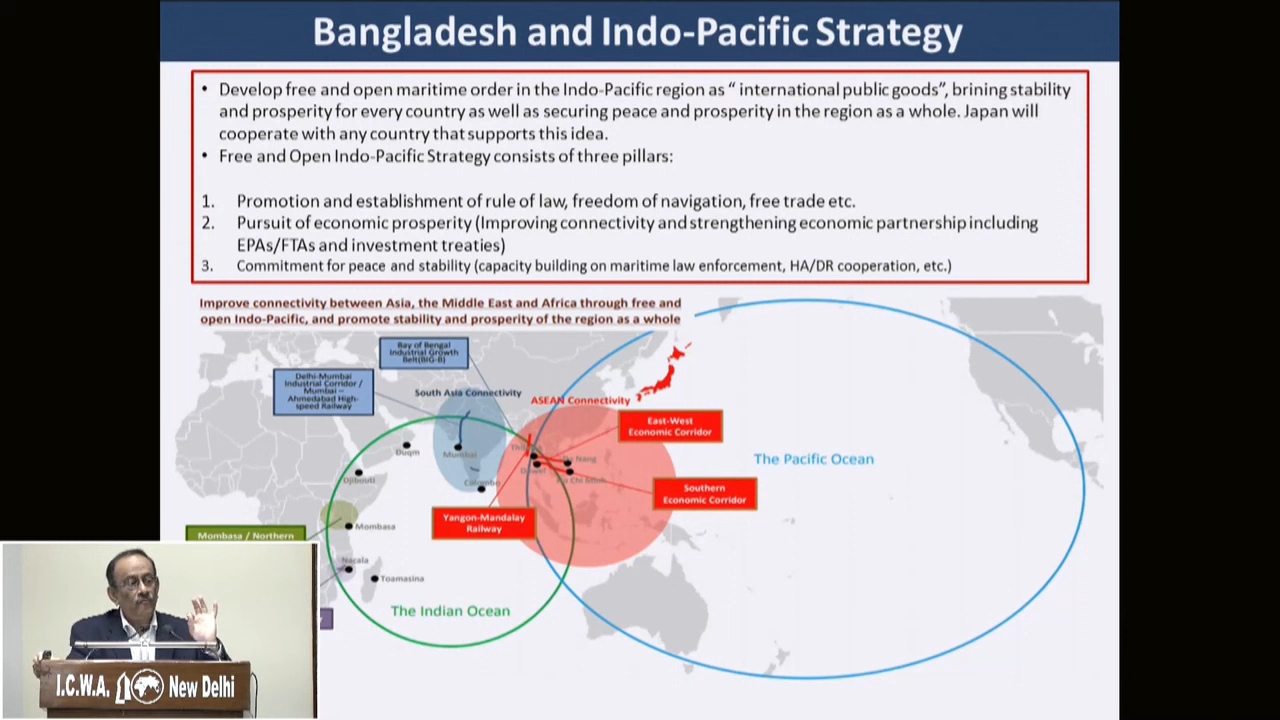 Bangladesh and Indo-Pacific Strategy
• Develop free and open maritime order in the Indo-Pacific region as “ international public goods”, brining stability
and prosperity for every country as well as securing peace and prosperity in the region as a whole. Japan will
cooperate with any country that supports this idea.
• Free and Open Indo-Pacific Strategy consists of three pillars:
1. Promotion and establishment of rule of law, freedom of navigation, free trade etc.
2. Pursuit of economic prosperity (Improving connectivity and strengthening economic partnership including
EPAs/FTAs and investment treaties)
3. Commitment for peace and stability (capacity building on maritime law enforcement, HA/DR cooperation, etc.)
Improve connectivity between Asia, the Middle East and Africa through free and
open Indo-Pacific, and promote stability and prosperity of the region as a whole
Bay of Bengal
Industrial Growth
Belt(BIG-B)
Delhi-Mumbai
Industrial Corridor /
Mumbai –
Ahmedabad High-
speed Railway
South Asia Connectivity
ASEAN Connectivity
East-West
Economic Corridor
The Pacific Ocean
Southern
Economic Corridor
Yangon-Mandalay
Railway
Duqm
Mumbai
Colombo
Djibouti
Da Nang
Dawei
Mombasa
Mombasa / Northern
Nacala
Toamasina
The Indian Ocean
I.C.W.A. New Delhi